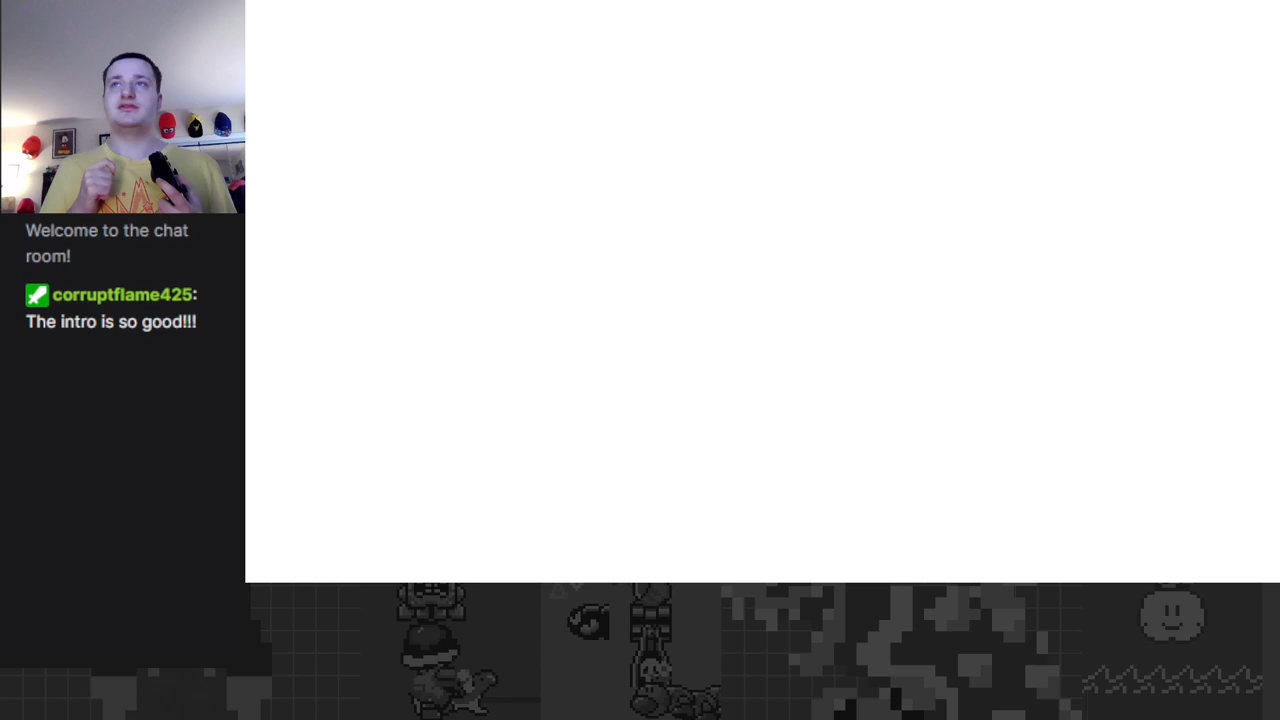 Welcome to the chat
room!
corruptflame425:
The intro is so good!!!